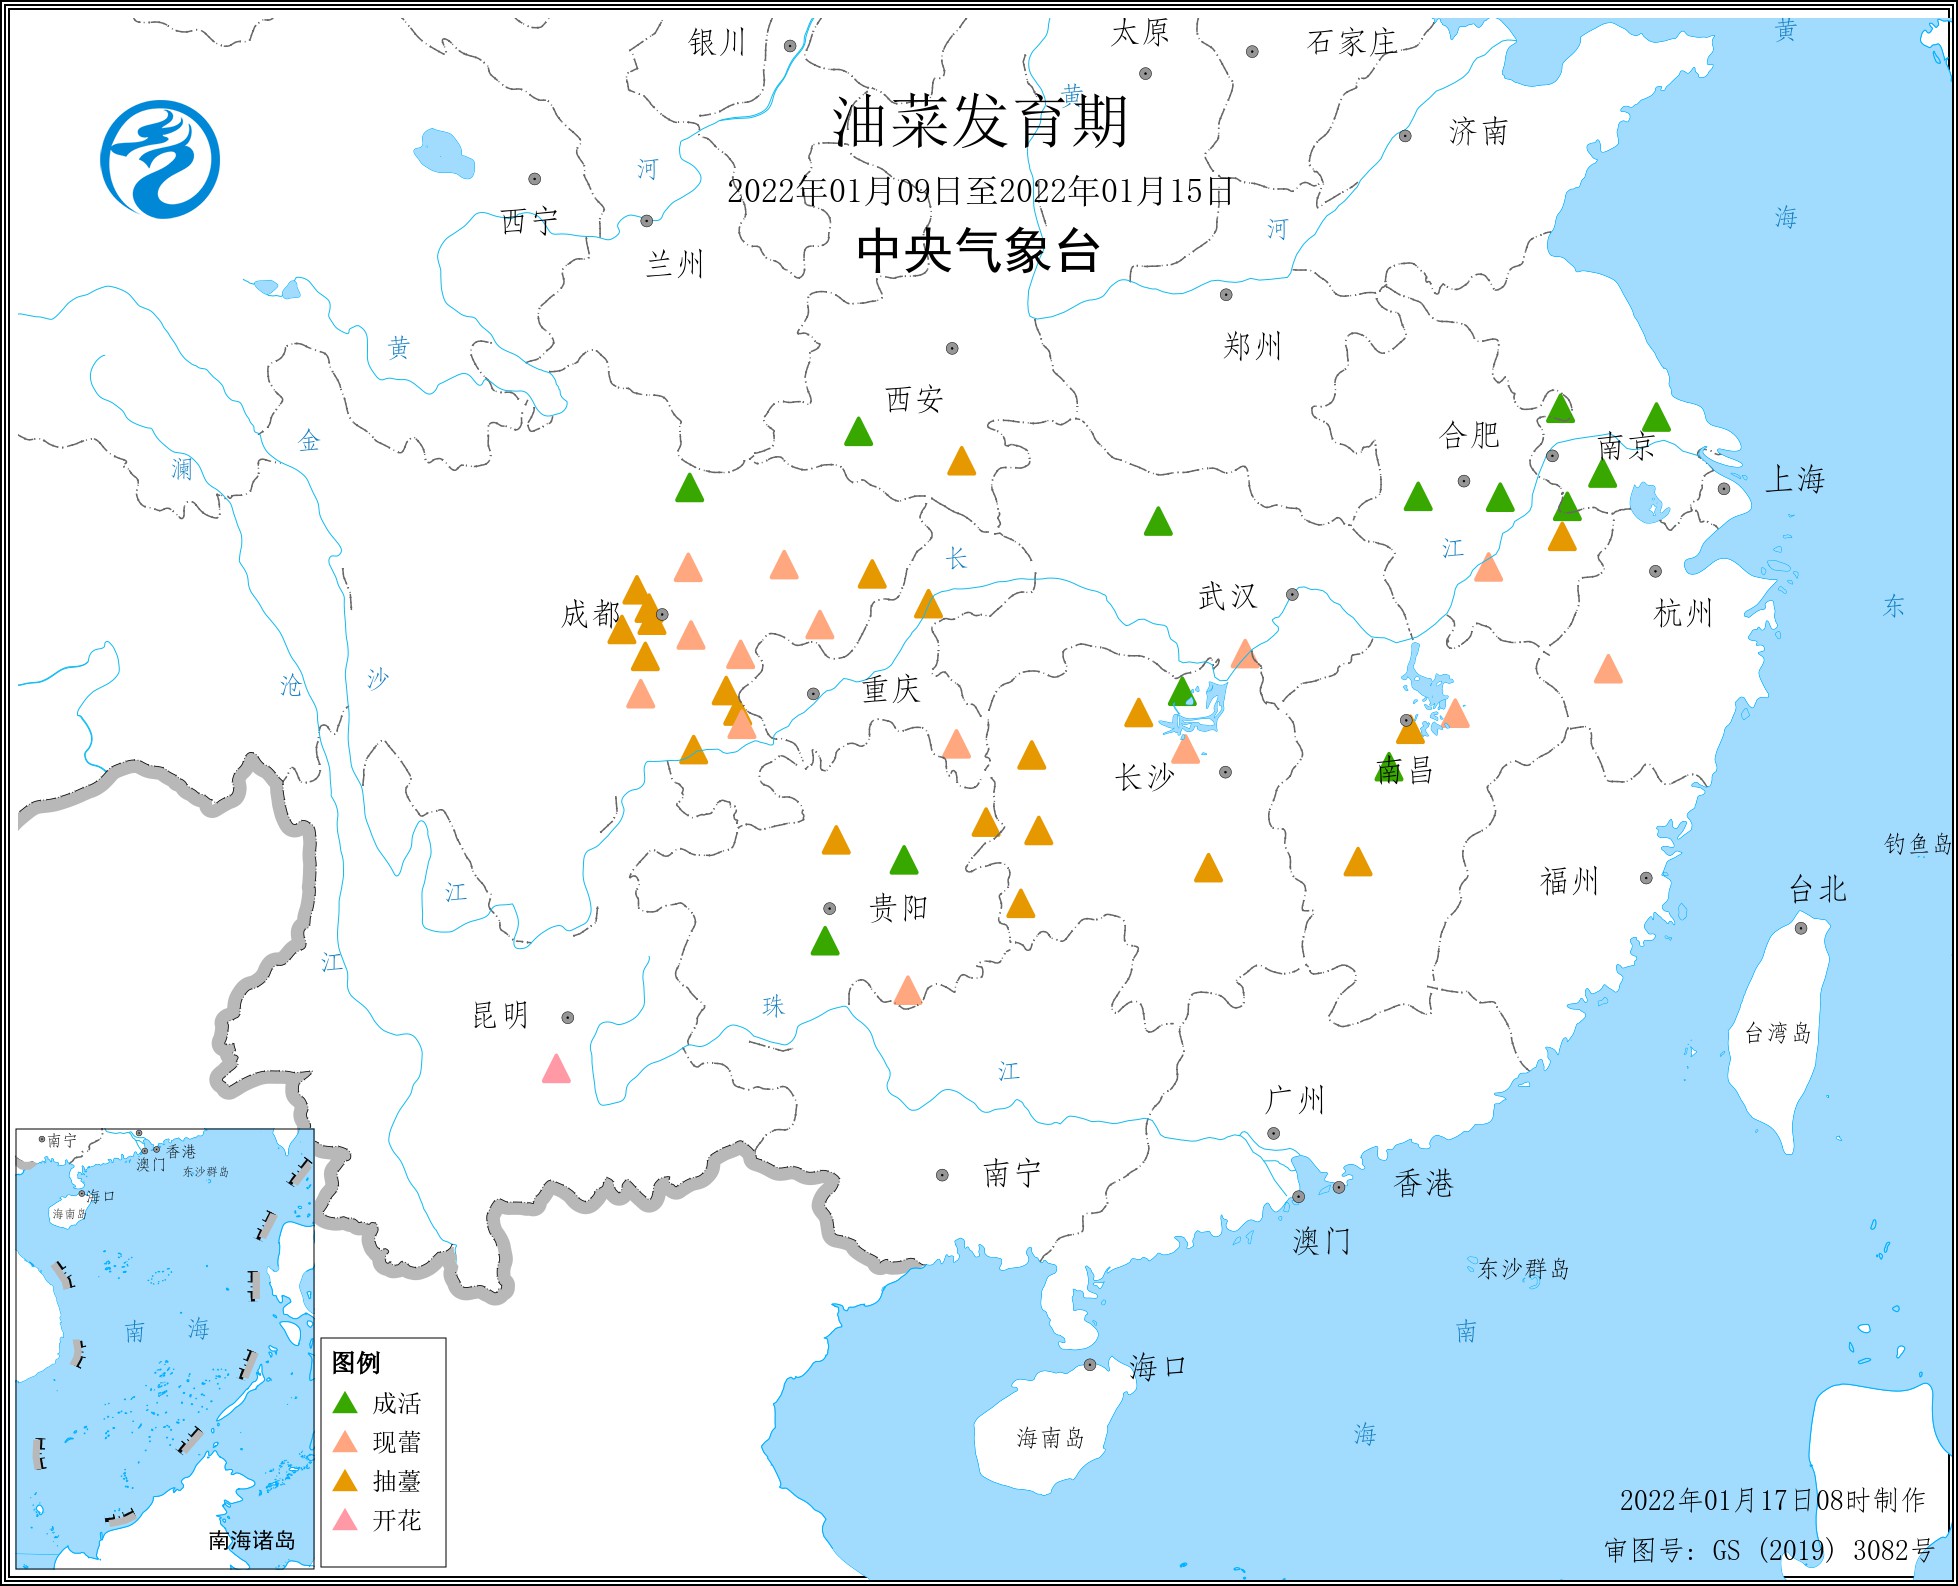 油菜发育期
2022年01月09日至2022年01月15日
中央气象台
银川
太原
石家庄
黄
黄
济南
河
西宁
兰州
河
海
黄
郑州
西安
金
澜
合肥
南京
上海
长
江
成都
武汉
杭州
东
沧
沙
重庆
长沙
南昌
钓鱼岛
江
贵阳
福州
台北
江
昆明
珠
台湾岛
江
广州
南宁
香港
澳门
东沙群岛
南
海口
海南岛
海
南宁
香港
澳门
东沙群岛
海口
海南岛
南 海
南海诸岛
图例
成活
现蕾
抽薹
开花
2022年01月17日08时制作
审图号: GS (2019) 3082号